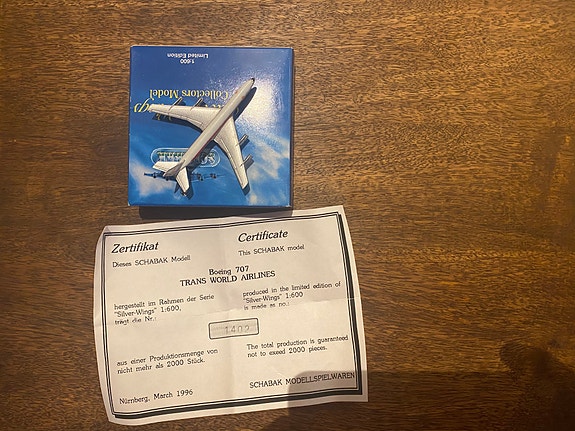 1:600
Limited Edition
Collectors Model
SCHABAK
Zertifikat
Certificate
Dieses SCHABAK Modell
This SCHABAK model
Boeing 707
TRANS WORLD AIRLINES
hergestellt im Rahmen der Serie
"Silver-Wings" 1:600,
trägt die Nr.:
produced in the limited edition of
"Silver-Wings" 1:600
is made as no.:
1402
aus einer Produktionsmenge von
nicht mehr als 2000 Stück.
The total production is guaranteed
not to exceed 2000 pieces.
Nürnberg, March 1996
SCHABAK MODELLSPIELWAREN